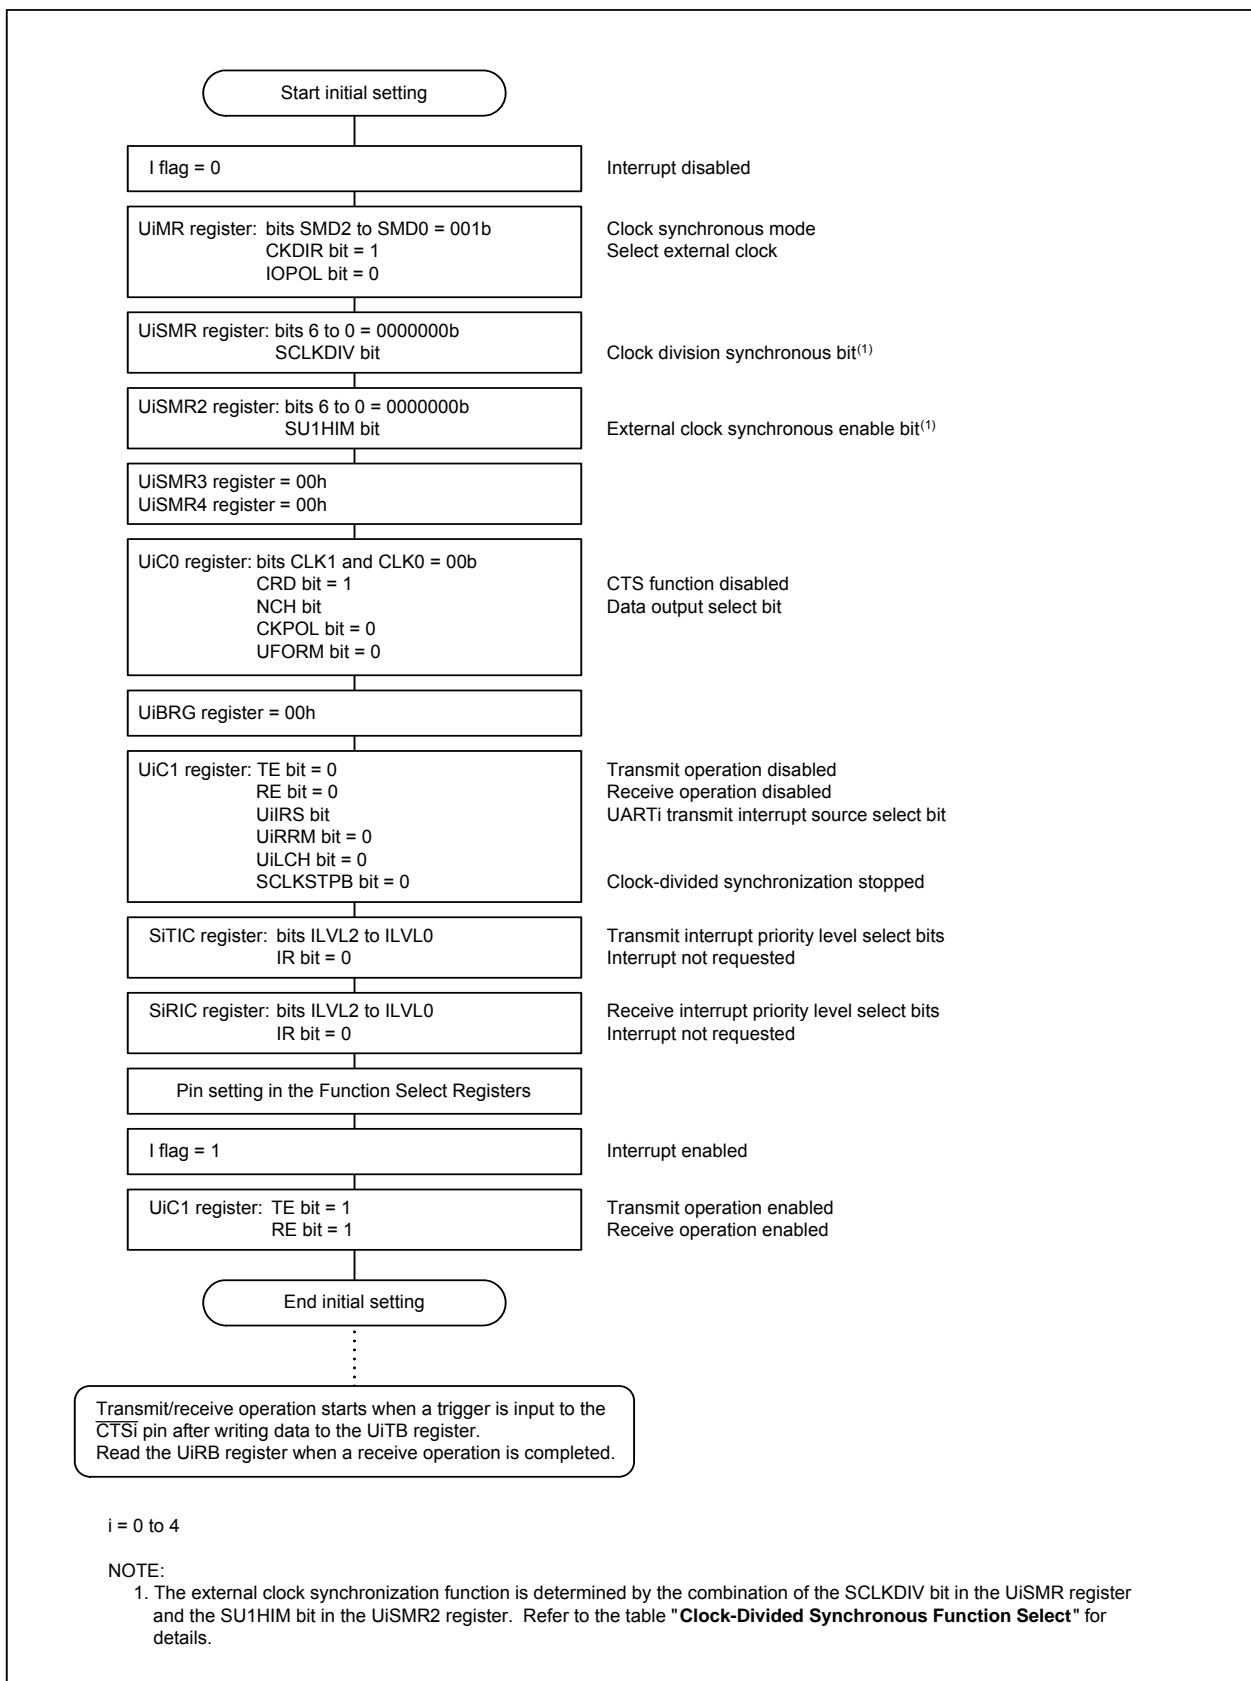 Start initial setting
I flag = 0 Interrupt disabled
UiMR register: bits SMD2 to SMD0 = 001b Clock synchronous mode
CKDIR bit = 1 Select external clock
IOPOL bit = 0
UiSMR register: bits 6 to 0 = 0000000b
SCLKDIV bit Clock division synchronous bit(1)
UiSMR2 register: bits 6 to 0 = 0000000b
SU1HIM bit External clock synchronous enable bit(1)
UiSMR3 register = 00h
UiSMR4 register = 00h
UiC0 register: bits CLK1 and CLK0 = 00b
CRD bit = 1 CTS function disabled
NCH bit Data output select bit
CKPOL bit = 0
UFORM bit = 0
UiBRG register = 00h
UiC1 register: TE bit = 0 Transmit operation disabled
RE bit = 0 Receive operation disabled
UiIRS bit UARTi transmit interrupt source select bit
UiRRM bit = 0
UiLCH bit = 0
SCLKSTPB bit = 0 Clock-divided synchronization stopped
SiTIC register: bits ILVL2 to ILVL0 Transmit interrupt priority level select bits
IR bit = 0 Interrupt not requested
SiRIC register: bits ILVL2 to ILVL0 Receive interrupt priority level select bits
IR bit = 0 Interrupt not requested
Pin setting in the Function Select Registers
I flag = 1 Interrupt enabled
UiC1 register: TE bit = 1 Transmit operation enabled
RE bit = 1 Receive operation enabled
End initial setting
Transmit/receive operation starts when a trigger is input to the
CTSi pin after writing data to the UiTB register.
Read the UiRB register when a receive operation is completed.
i = 0 to 4
NOTE:
1. The external clock synchronization function is determined by the combination of the SCLKDIV bit in the UiSMR register
and the SU1HIM bit in the UiSMR2 register. Refer to the table "Clock-Divided Synchronous Function Select" for
details.